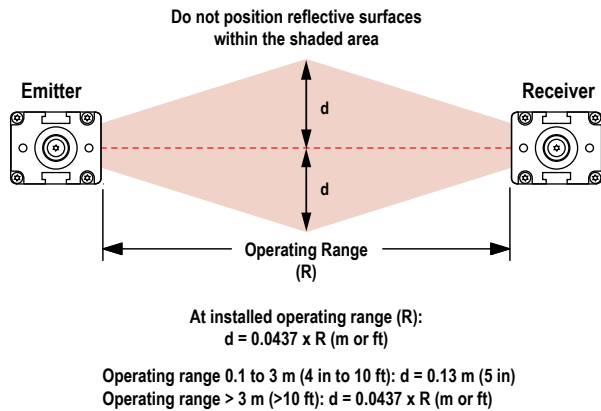 Do not position reflective surfaces
within the shaded area
Emitter
Receiver
d
d
Operating Range
(R)
At installed operating range (R):
d = 0.0437 x R (m or ft)
Operating range 0.1 to 3 m (4 in to 10 ft): d = 0.13 m (5 in)
Operating range > 3 m (>10 ft): d = 0.0437 x R (m or ft)